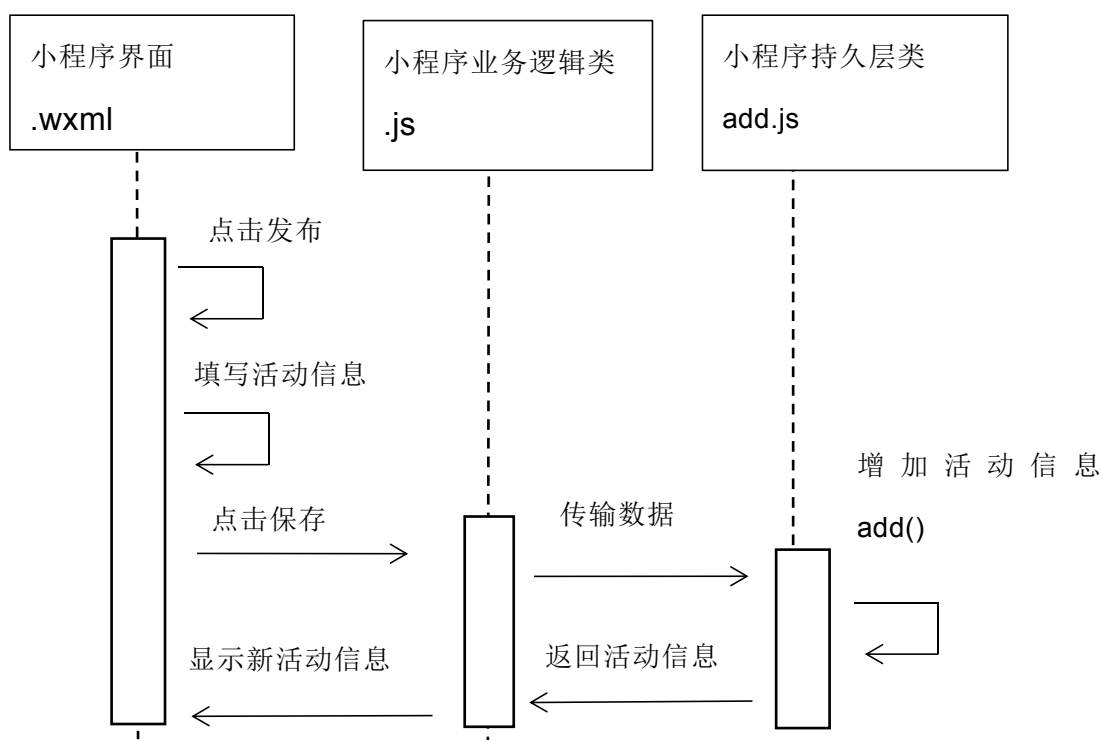 小程序界面
.wxml
小程序业务逻辑类
.js
小程序持久层类
add.js
点击发布
填写活动信息
点击保存
传输数据
增加活动信息
add()
显示新活动信息
返回活动信息